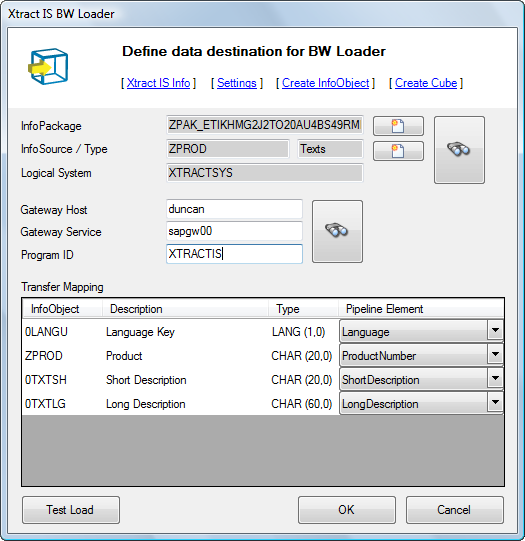 Xtract IS BW Loader
Define data destination for BW Loader
[ Xtract IS Info ] [ Settings ] [ Create InfoObject ] [ Create Cube ]
InfoPackage ZPAK_ETIKHMG2J2TO20AU4BS49RM
InfoSource / Type ZPROD Texts
Logical System XTRACTSYS
Gateway Host duncan
Gateway Service sapgw00
Program ID XTRACTIS
Transfer Mapping
InfoObject Description Type Pipeline Element
0LANGU Language Key LANG (1,0) Language
ZPROD Product CHAR (20,0) ProductNumber
0TXTSH Short Description CHAR (20,0) ShortDescription
0TXTLG Long Description CHAR (60,0) LongDescription
Test Load OK Cancel